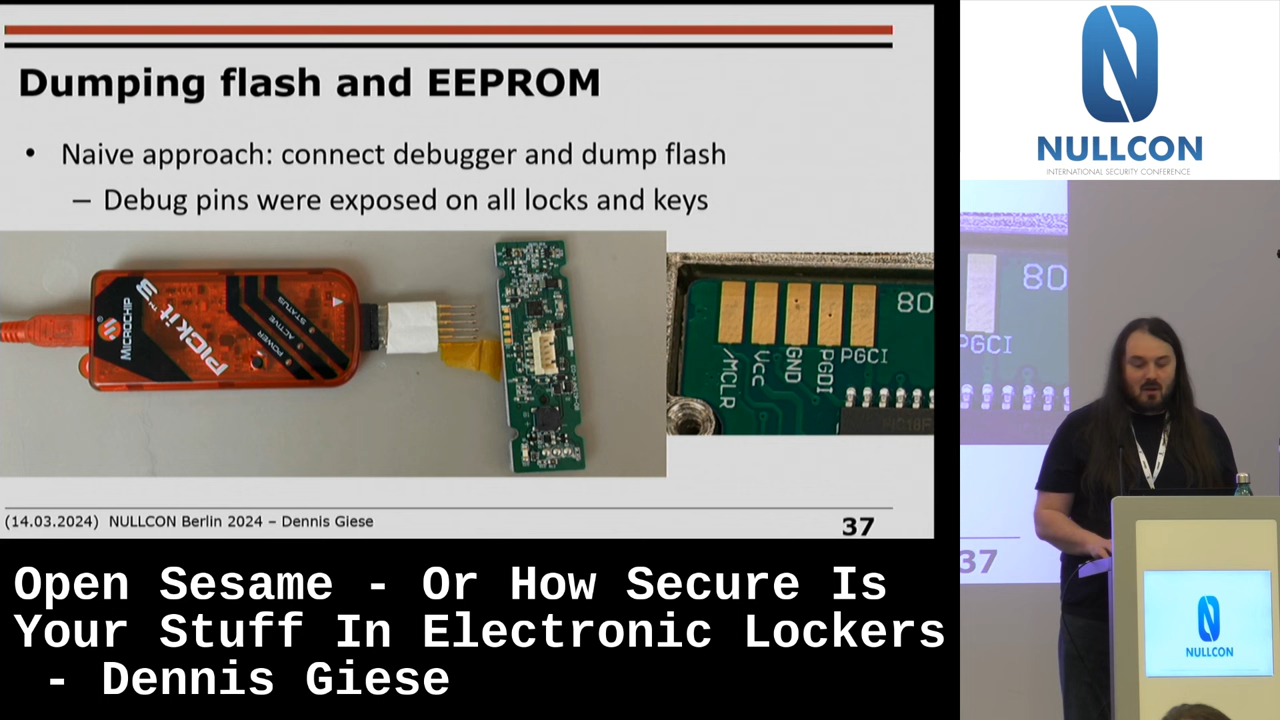 Dumping flash and EEPROM
• Naive approach: connect debugger and dump flash
– Debug pins were exposed on all locks and keys
MICROCHIP
PICkit™ 3
POWER
ACTIVE
STATUS
80
/MCLR
Vcc
GND
PGDI
PGCI
(14.03.2024) NULLCON Berlin 2024 – Dennis Giese
37
NULLCON
INTERNATIONAL SECURITY CONFERENCE
80
PGCI
37
NULLCON
Open Sesame - Or How Secure Is
Your Stuff In Electronic Lockers
- Dennis Giese